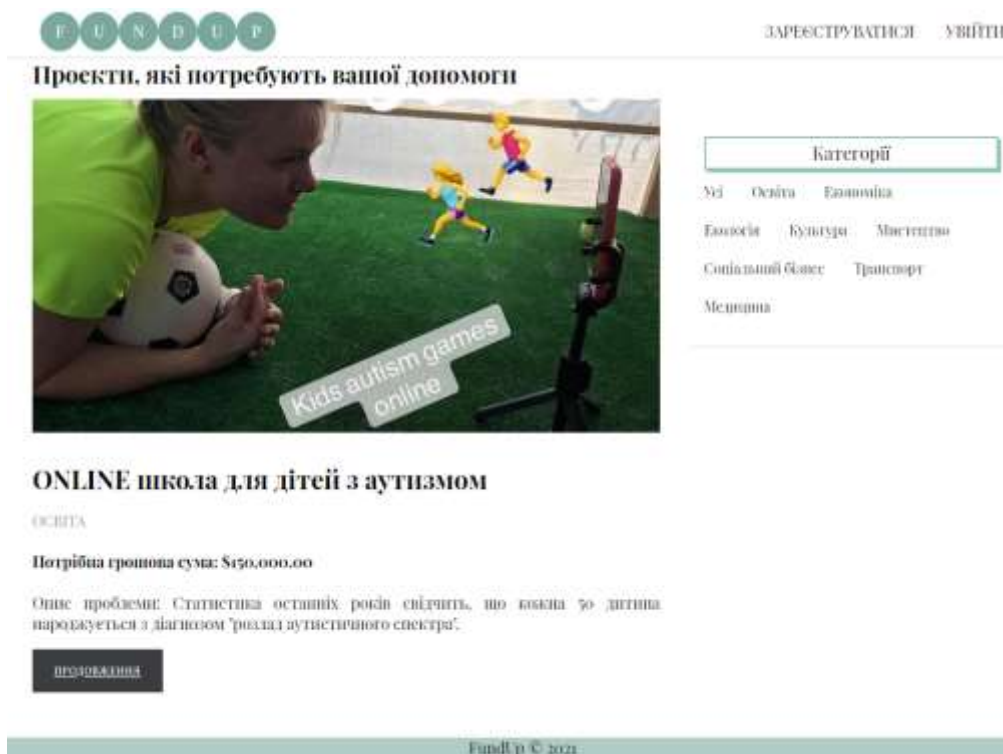 F U N D U P
ЗАРЕЄСТРУВАТИСЯ УВІЙТИ
Проекти, які потребують вашої допомоги
Kids autism games
online
Категорії
Усі Освіта Економіка
Екологія Культура Мистецтво
Соціальний бізнес Транспорт
Медицина
ONLINE школа для дітей з аутизмом
ОСВІТА
Потрібна грошова сума: $150,000.00
Опис проблеми: Статистика останніх років свідчить, що кожна 50 дитина
народжується з діагнозом "розлад аутистичного спектра".
ПРОДОВЖЕННЯ
FundUp © 2021